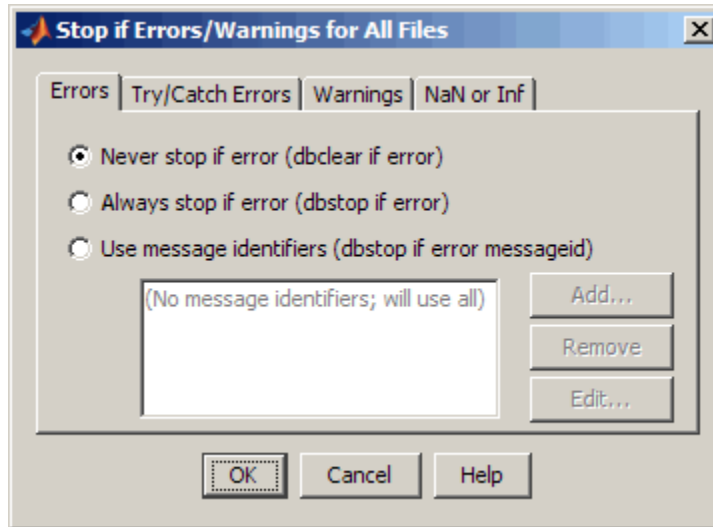 Stop if Errors/Warnings for All Files
Errors Try/Catch Errors Warnings NaN or Inf
Never stop if error (dbclear if error)
Always stop if error (dbstop if error)
Use message identifiers (dbstop if error messageid)
(No message identifiers; will use all)
Add...
Remove
Edit...
OK Cancel Help